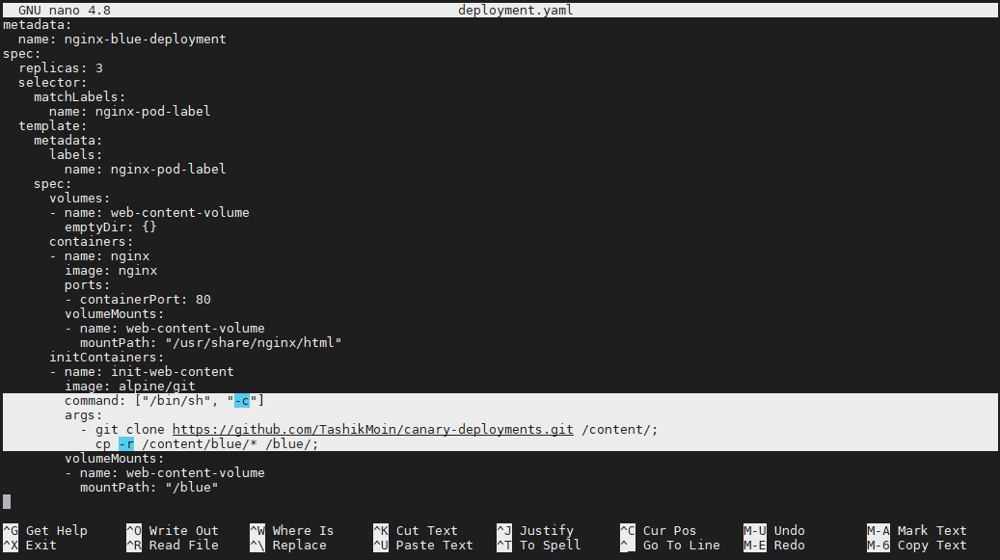 GNU nano 4.8 deployment.yaml
metadata:
  name: nginx-blue-deployment
spec:
  replicas: 3
  selector:
    matchLabels:
      name: nginx-pod-label
  template:
    metadata:
      labels:
        name: nginx-pod-label
    spec:
      volumes:
      - name: web-content-volume
        emptyDir: {}
      containers:
      - name: nginx
        image: nginx
        ports:
        - containerPort: 80
        volumeMounts:
        - name: web-content-volume
          mountPath: "/usr/share/nginx/html"
      initContainers:
      - name: init-web-content
        image: alpine/git
        command: ["/bin/sh", "-c"]
        args:
          - git clone https://github.com/TashikMoin/canary-deployments.git /content/;
            cp -r /content/blue/* /blue/;
        volumeMounts:
        - name: web-content-volume
          mountPath: "/blue"
^G Get Help ^O Write Out ^W Where Is ^K Cut Text ^J Justify ^C Cur Pos M-U Undo M-A Mark Text
^X Exit ^R Read File ^\ Replace ^U Paste Text ^T To Spell ^_ Go To Line M-E Redo M-6 Copy Text